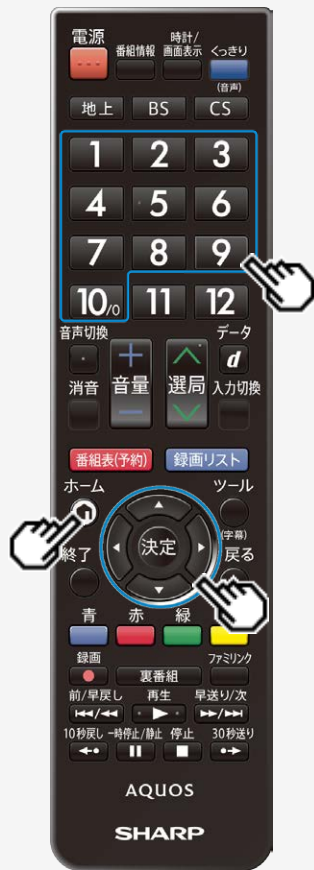 電源
番組情報
時計/
画面表示
くっきり
(音声)
地上 BS CS
1 2 3
4 5 6
7 8 9
10/0 11 12
音声切換
データ
+
音量
−
選局
d
消音
入力切換
番組表(予約) 録画リスト
ホーム
ツール
決定
(字幕)
終了
戻る
青 赤 緑
録画
裏番組
ファミリンク
前/早戻し 再生 早送り/次
10秒戻し 一時停止/静止 停止 30秒送り
AQUOS
SHARP